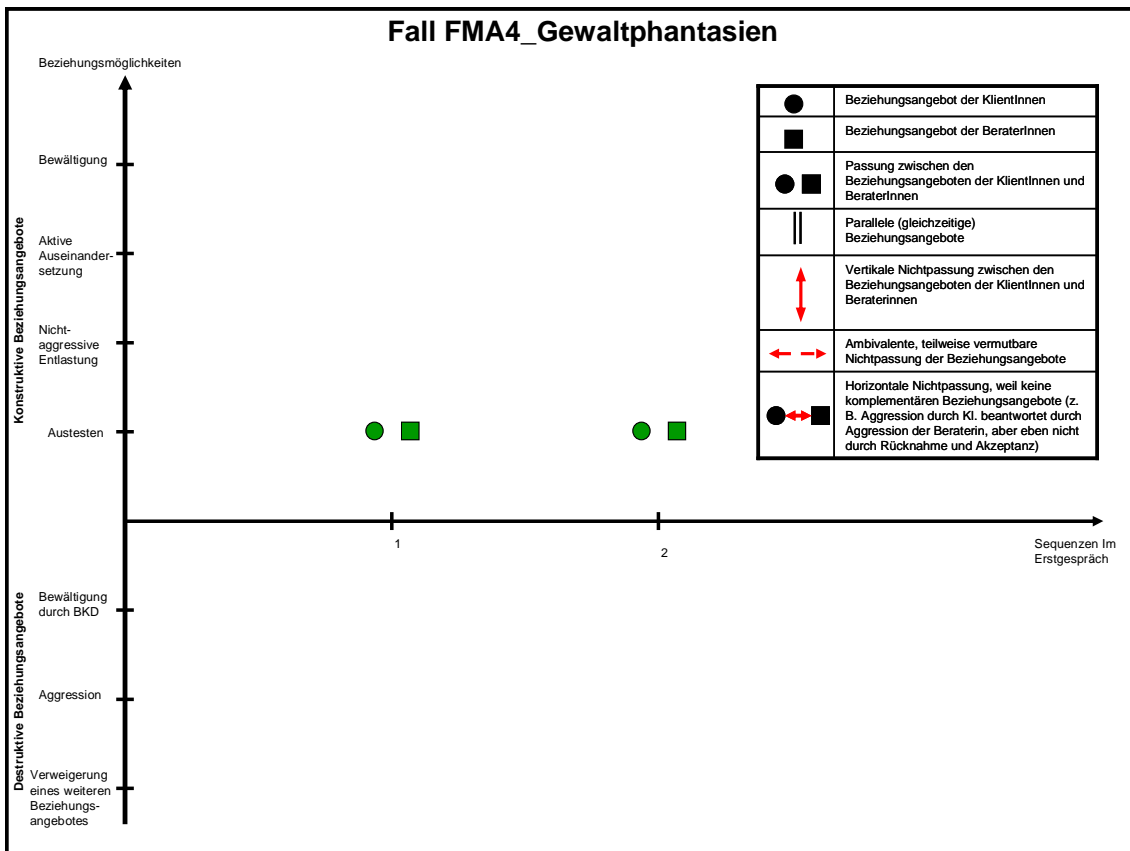 Fall FMA4_Gewaltphantasien
Beziehungsmöglichkeiten
Konstruktive Beziehungsangebote
Bewältigung
Aktive
Auseinander-
setzung
Nicht-
aggressive
Entlastung
Austesten
Beziehungsangebot der KlientInnen
Beziehungsangebot der BeraterInnen
Passung zwischen den
Beziehungsangeboten der KlientInnen und
BeraterInnen
Parallele (gleichzeitige)
Beziehungsangebote
Vertikale Nichtpassung zwischen den
Beziehungsangeboten der KlientInnen und
Beraterinnen
Ambivalente, teilweise vermutbare
Nichtpassung der Beziehungsangebote
Horizontale Nichtpassung, weil keine
komplementären Beziehungsangebote (z.
B. Aggression durch Kl. beantwortet durch
Aggression der Beraterin, aber eben nicht
durch Rücknahme und Akzeptanz)
1
2
Sequenzen Im
Erstgespräch
Destruktive Beziehungsangebote
Bewältigung
durch BKD
Aggression
Verweigerung
eines weiteren
Beziehungs-
angebotes